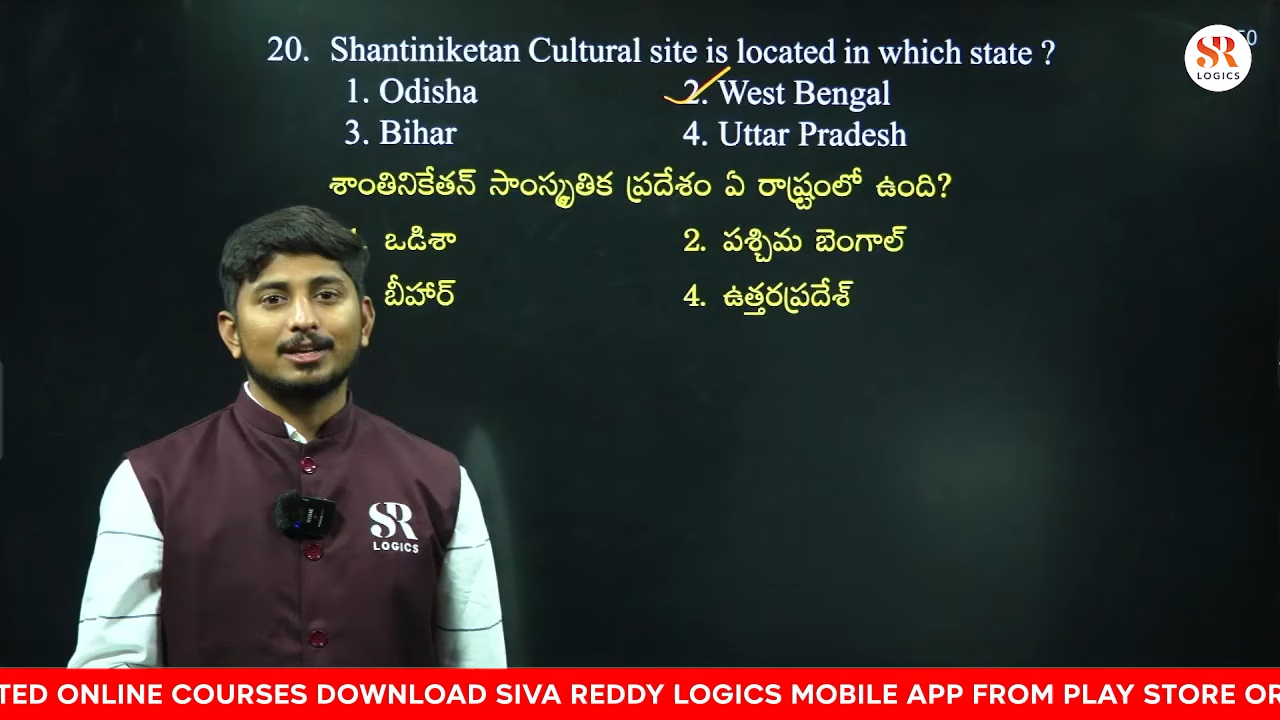 20. Shantiniketan Cultural site is located in which state ?
1. Odisha
2. West Bengal
3. Bihar
4. Uttar Pradesh
శాంతినికేతన్ సాంస్కృతిక ప్రదేశం ఏ రాష్ట్రంలో ఉంది?
ఒడిశా
2. పశ్చిమ బెంగాల్
బీహార్
4. ఉత్తరప్రదేశ్
SR
LOGICS
SR
LOGICS
ONLINE COURSES DOWNLOAD SIVA REDDY LOGICS MOBILE APP FROM PLAY STORE